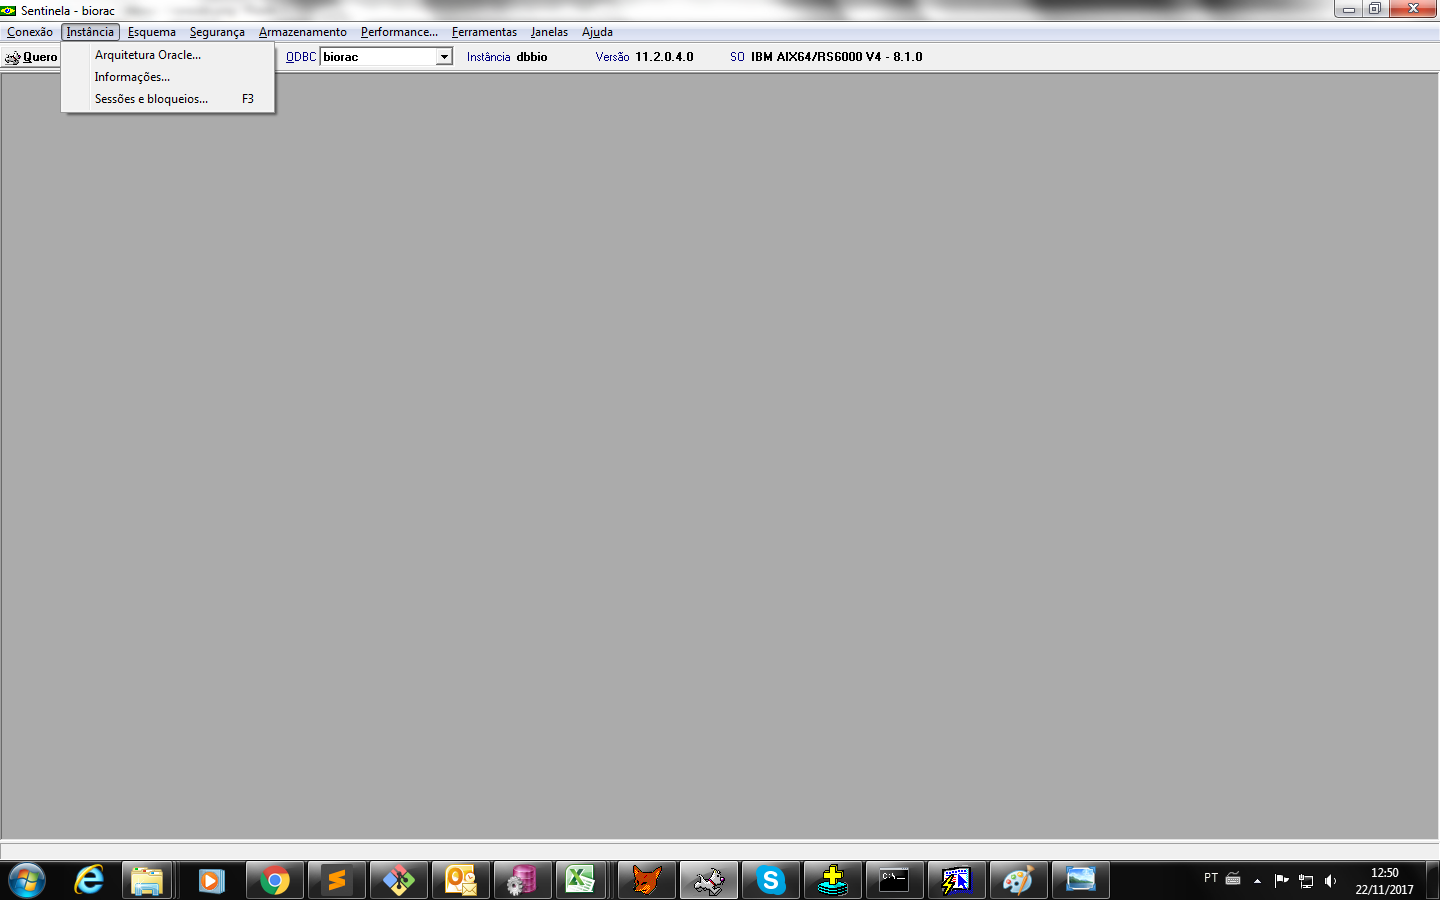 Sentinela - biorac
Conexão Instância Esquema Segurança Armazenamento Performance... Ferramentas Janelas Ajuda
Quero ODBC biorac Instância dbbio Versão 11.2.0.4.0 SO IBM AIX64/RS6000 V4 - 8.1.0
Arquitetura Oracle...
Informações...
Sessões e bloqueios... F3
PT 12:50
22/11/2017